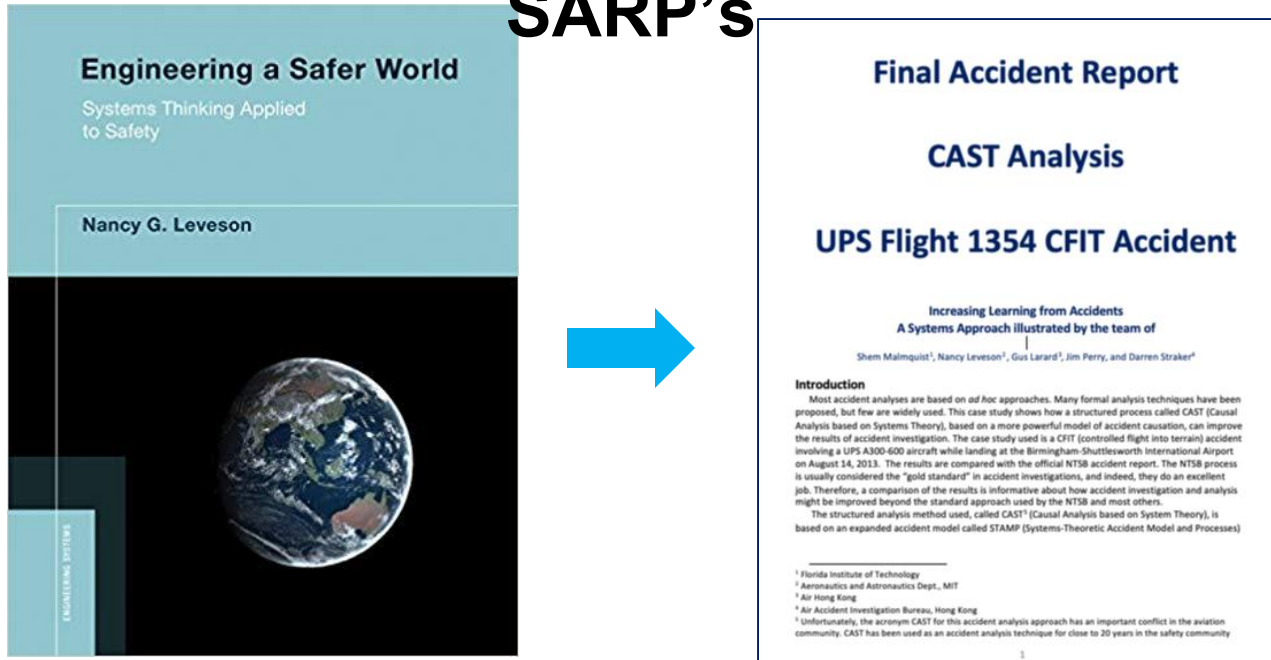 SARP's
Engineering a Safer World
Systems Thinking Applied
to Safety
Nancy G. Leveson
ENGINEERING SYSTEMS
Final Accident Report
CAST Analysis
UPS Flight 1354 CFIT Accident
Increasing Learning from Accidents
A Systems Approach illustrated by the team of
Shem Malmquist¹, Nancy Leveson², Gus Larard³, Jim Perry, and Darren Straker⁴
Introduction
Most accident analyses are based on ad hoc approaches. Many formal analysis techniques have been
proposed, but few are widely used. This case study shows how a structured process called CAST (Causal
Analysis based on Systems Theory), based on a more powerful model of accident causation, can improve
the results of accident investigation. The case study used is a CFIT (controlled flight into terrain) accident
involving a UPS A300-600 aircraft while landing at the Birmingham-Shuttlesworth International Airport
on August 14, 2013. The results are compared with the official NTSB accident report. The NTSB process
is usually considered the "gold standard" in accident investigations, and indeed, they do an excellent
job. Therefore, a comparison of the results is informative about how accident investigation and analysis
might be improved beyond the standard approach used by the NTSB and most others.
The structured analysis method used, called CAST⁵ (Causal Analysis based on System Theory), is
based on an expanded accident model called STAMP (Systems-Theoretic Accident Model and Processes)
¹ Florida Institute of Technology
² Aeronautics and Astronautics Dept., MIT
³ Air Hong Kong
⁴ Air Accident Investigation Bureau, Hong Kong
⁵ Unfortunately, the acronym CAST for this accident analysis approach has an important conflict in the aviation
community. CAST has been used as an accident analysis technique for close to 20 years in the safety community
1